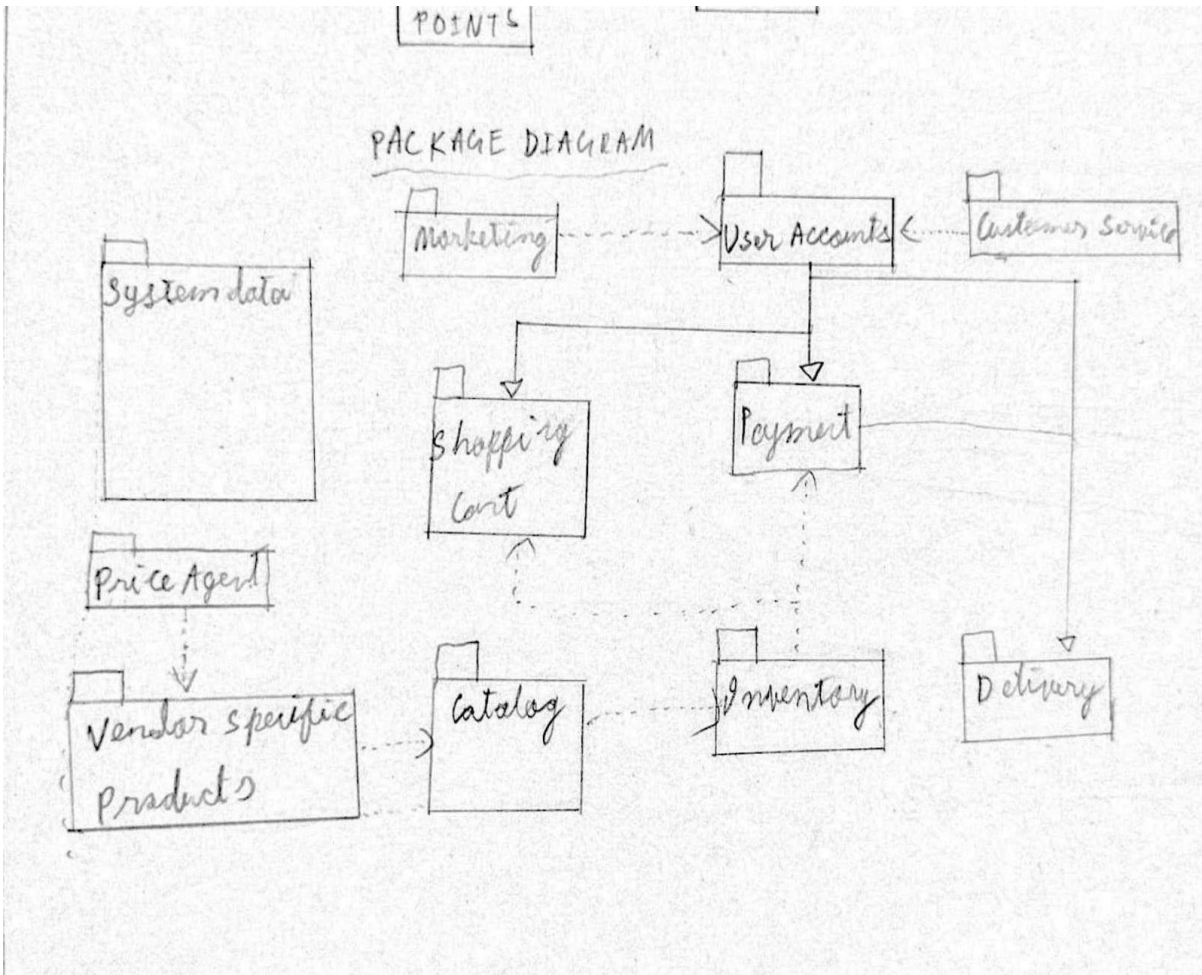 POINTS
PACKAGE DIAGRAM
Marketing
User Accounts
Customer Service
System data
Shopping
Cart
Payment
Price Agent
Vendor specific
Products
Catalog
Inventory
Delivery